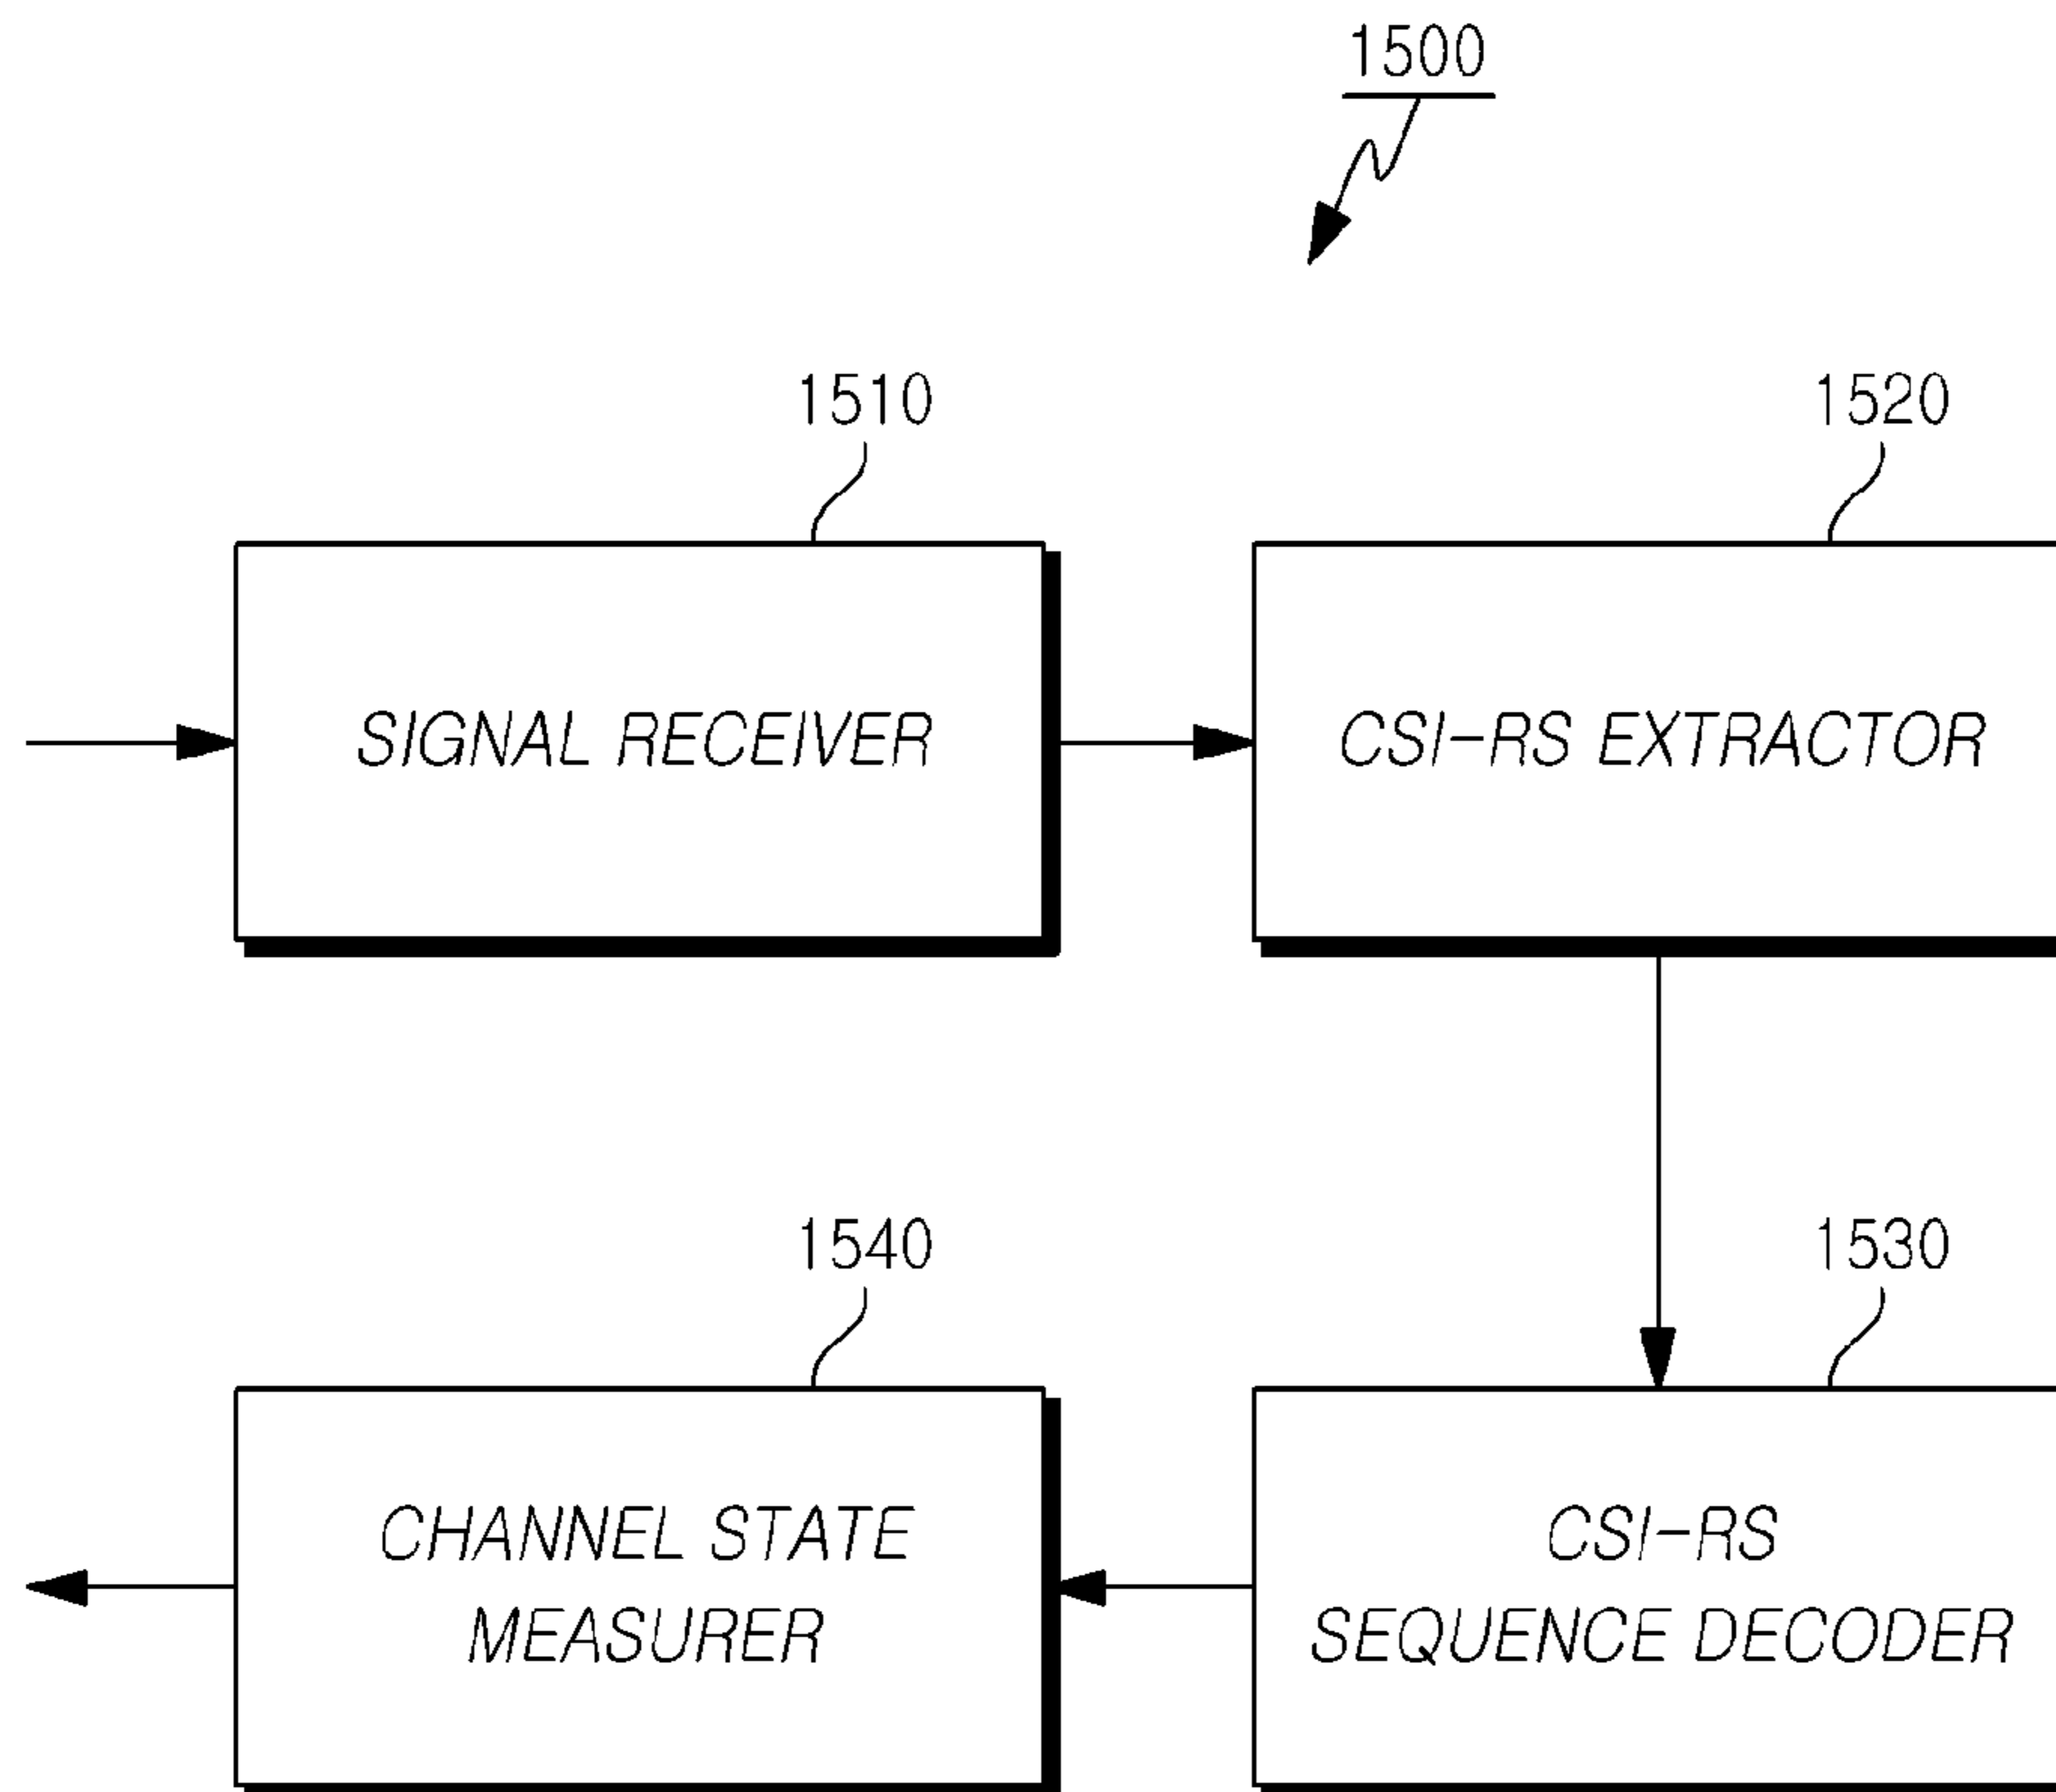 1500
1510
1520
SIGNAL RECEIVER
CSI-RS EXTRACTOR
1540
1530
CHANNEL STATE
MEASURER
CSI-RS
SEQUENCE DECODER